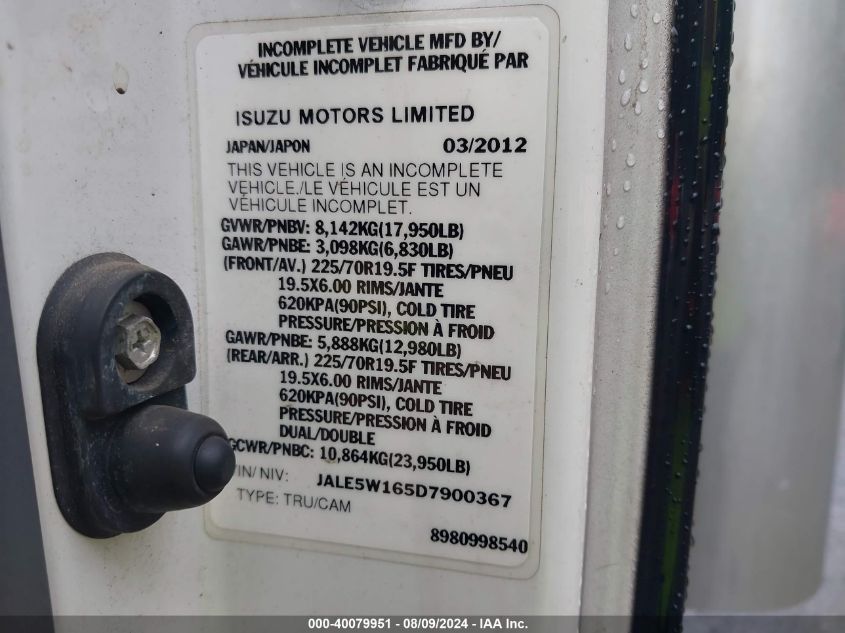 INCOMPLETE VEHICLE MFD BY/
VÉHICULE INCOMPLET FABRIQUÉ PAR
ISUZU MOTORS LIMITED
JAPAN/JAPON 03/2012
THIS VEHICLE IS AN INCOMPLETE
VEHICLE./LE VÉHICULE EST UN
VÉHICULE INCOMPLET.
GVWR/PNBV: 8,142KG(17,950LB)
GAWR/PNBE: 3,098KG(6,830LB)
(FRONT/AV.) 225/70R19.5F TIRES/PNEU
19.5X6.00 RIMS/JANTE
620KPA(90PSI), COLD TIRE
PRESSURE/PRESSION À FROID
GAWR/PNBE: 5,888KG(12,980LB)
(REAR/ARR.) 225/70R19.5F TIRES/PNEU
19.5X6.00 RIMS/JANTE
620KPA(90PSI), COLD TIRE
PRESSURE/PRESSION À FROID
DUAL/DOUBLE
GCWR/PNBC: 10,864KG(23,950LB)
VIN/NIV: JALE5W165D7900367
TYPE: TRU/CAM
8980998540
000-40079951 - 08/09/2024 - IAA Inc.